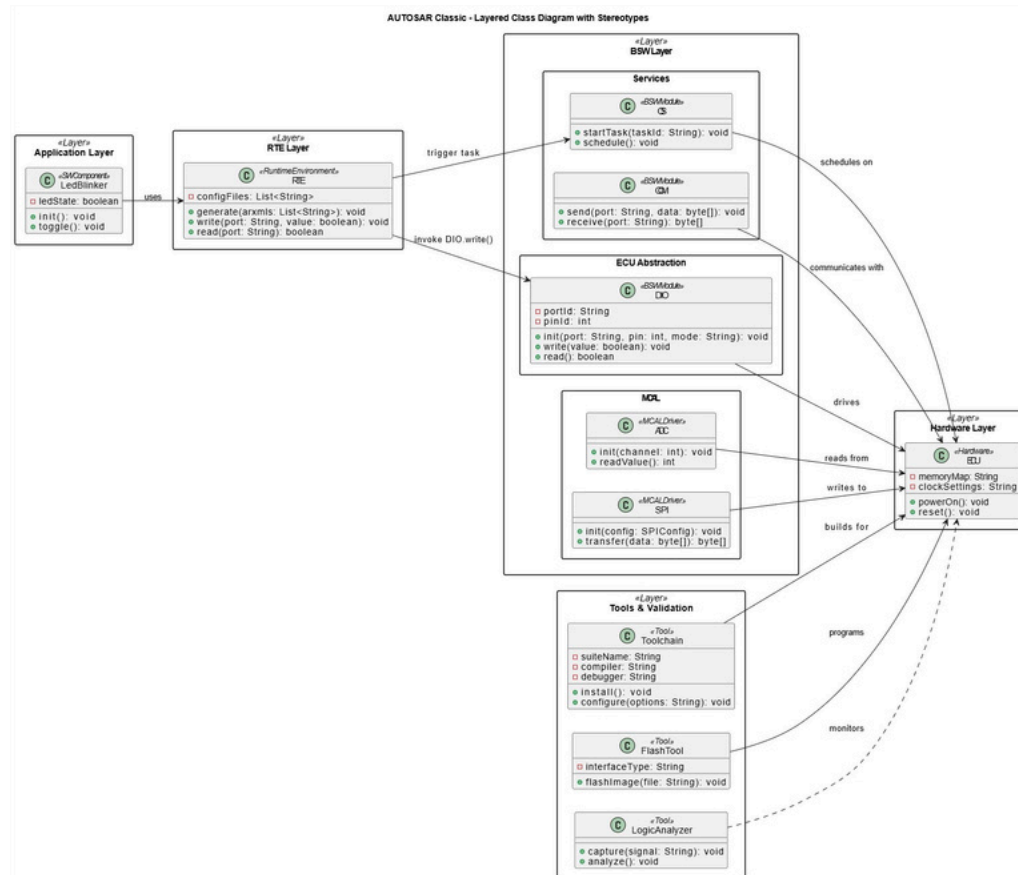 AUTOSAR Classic - Layered Class Diagram with Stereotypes
«Layer»
Application Layer
C «SWComponent»
LedBlinker
ledState: boolean
init(): void
toggle(): void
uses
«Layer»
RTE Layer
C «RuntimeEnvironment»
RTE
configFiles: List<String>
generate(arxmls: List<String>): void
write(port: String, value: boolean): void
read(port: String): boolean
trigger task
invoke DIO.write()
«Layer»
BSW Layer
Services
C «BSWModule»
OS
startTask(taskId: String): void
schedule(): void
C «BSWModule»
COM
send(port: String, data: byte[]): void
receive(port: String): byte[]
ECU Abstraction
C «BSWModule»
DIO
portId: String
pinId: int
init(port: String, pin: int, mode: String): void
write(value: boolean): void
read(): boolean
MCAL
C «MCALDriver»
ADC
init(channel: int): void
readValue(): int
C «MCALDriver»
SPI
init(config: SPIConfig): void
transfer(data: byte[]): byte[]
schedules on
communicates with
drives
reads from
writes to
builds for
programs
monitors
«Layer»
Hardware Layer
C «Hardware»
ECU
memoryMap: String
clockSettings: String
powerOn(): void
reset(): void
«Layer»
Tools & Validation
C «Tool»
Toolchain
suiteName: String
compiler: String
debugger: String
install(): void
configure(options: String): void
C «Tool»
FlashTool
interfaceType: String
flashImage(file: String): void
C «Tool»
LogicAnalyzer
capture(signal: String): void
analyze(): void